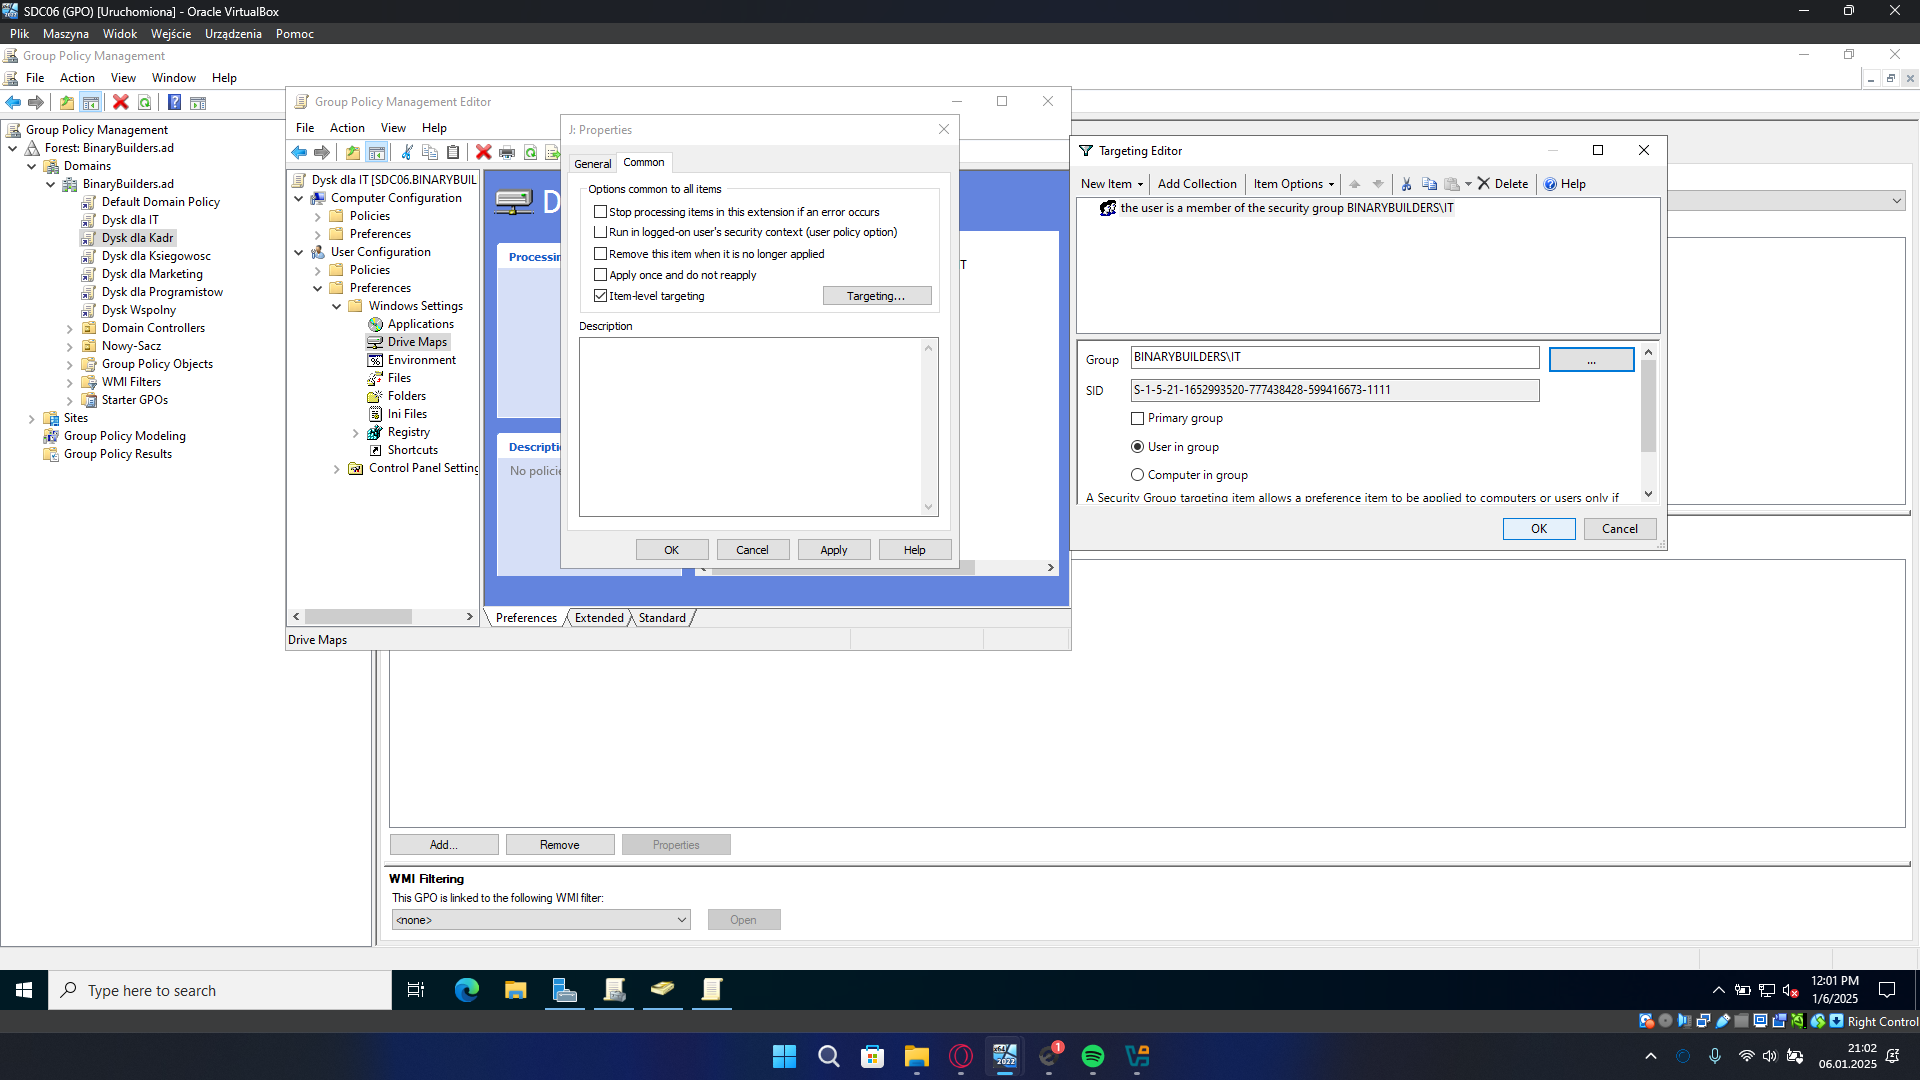 SDC06 (GPO) [Uruchomiona] - Oracle VirtualBox
Plik Maszyna Widok Wejście Urządzenia Pomoc
Group Policy Management
File Action View Window Help
Group Policy Management
Forest: BinaryBuilders.ad
Domains
BinaryBuilders.ad
Default Domain Policy
Dysk dla IT
Dysk dla Kadr
Dysk dla Ksiegowosc
Dysk dla Marketing
Dysk dla Programistow
Dysk Wspolny
Domain Controllers
Nowy-Sacz
Group Policy Objects
WMI Filters
Starter GPOs
Sites
Group Policy Modeling
Group Policy Results
Group Policy Management Editor
File Action View Help
Dysk dla IT [SDC06.BINARYBUIL
Computer Configuration
Policies
Preferences
User Configuration
Policies
Preferences
Windows Settings
Applications
Drive Maps
Environment
Files
Folders
Ini Files
Registry
Shortcuts
Control Panel Setting
D
Processin
T
Descriptio
No policie
Preferences Extended Standard
Drive Maps
J: Properties
General Common
Options common to all items
Stop processing items in this extension if an error occurs
Run in logged-on user's security context (user policy option)
Remove this item when it is no longer applied
Apply once and do not reapply
Item-level targeting Targeting...
Description
OK Cancel Apply Help
Targeting Editor
New Item Add Collection Item Options Delete Help
the user is a member of the security group BINARYBUILDERS\IT
Group BINARYBUILDERS\IT ...
SID S-1-5-21-1652993520-777438428-599416673-1111
Primary group
User in group
Computer in group
A Security Group targeting item allows a preference item to be applied to computers or users only if
OK Cancel
Add... Remove Properties
WMI Filtering
This GPO is linked to the following WMI filter:
<none> Open
Type here to search
12:01 PM
1/6/2025
Right Control
2022
1
21:02
06.01.2025